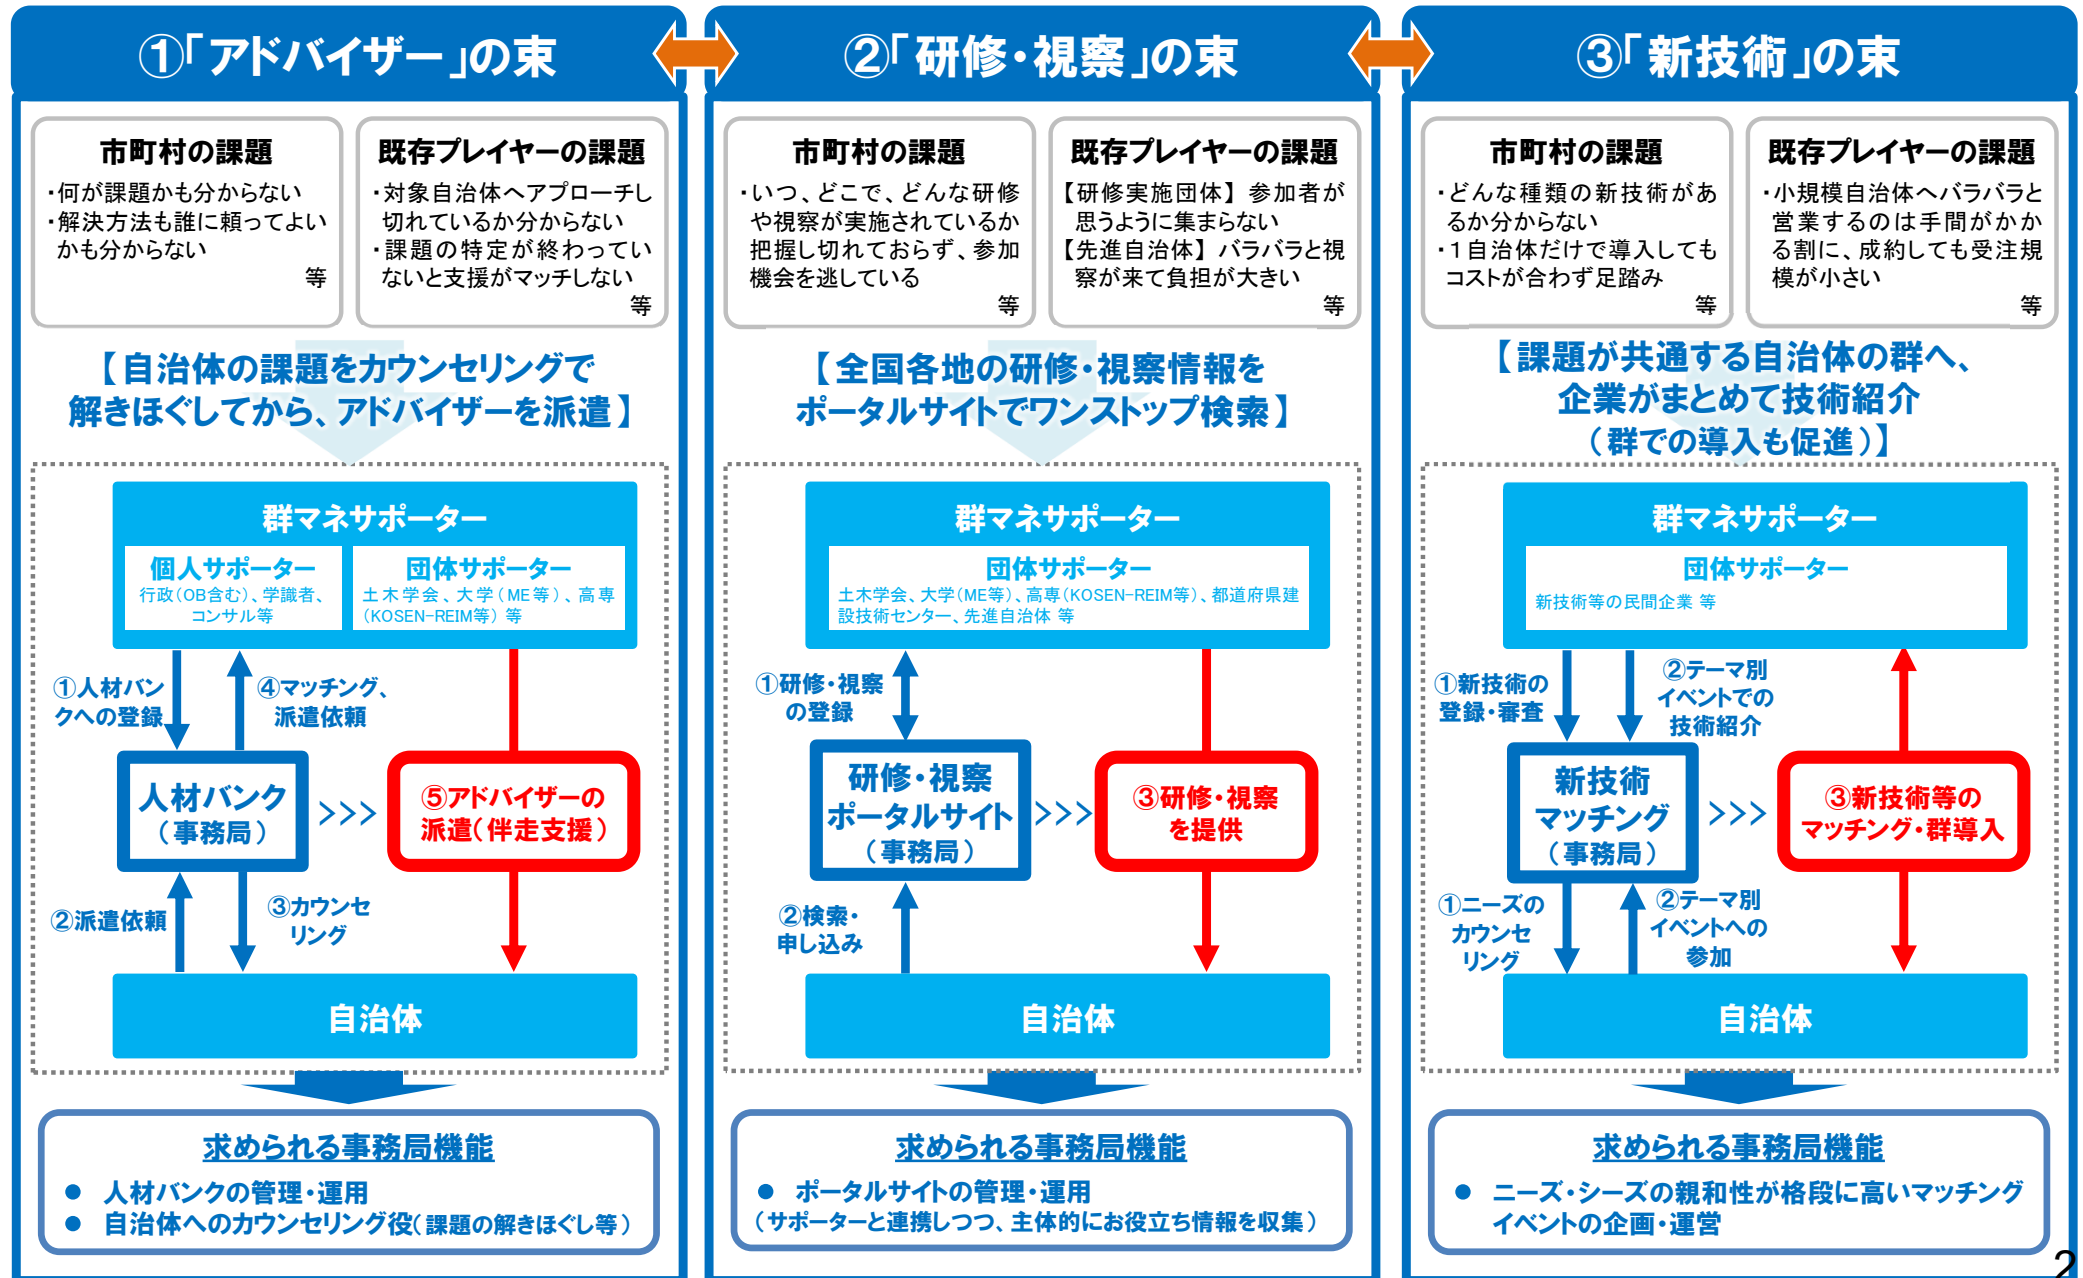 ①「アドバイザー」の束
市町村の課題
・何が課題かも分からない
・解決方法も誰に頼ってよい
かも分からない
等
既存プレイヤーの課題
・対象自治体へアプローチし
切れているか分からない
・課題の特定が終わってい
ないと支援がマッチしない
等
【自治体の課題をカウンセリングで
解きほぐしてから、アドバイザーを派遣】
群マネサポーター
個人サポーター
行政(OB含む)、学識者、
コンサル等
団体サポーター
土木学会、大学(ME等)、高専
(KOSEN-REIM等) 等
①人材バン
クへの登録
④マッチング、
派遣依頼
人材バンク
(事務局)
>>>
⑤アドバイザーの
派遣(伴走支援)
②派遣依頼
③カウンセ
リング
自治体
求められる事務局機能
● 人材バンクの管理・運用
● 自治体へのカウンセリング役(課題の解きほぐし等)
②「研修・視察」の束
市町村の課題
・いつ、どこで、どんな研修
や視察が実施されているか
把握し切れておらず、参加
機会を逃している
等
既存プレイヤーの課題
【研修実施団体】 参加者が
思うように集まらない
【先進自治体】 バラバラと視
察が来て負担が大きい
等
【全国各地の研修・視察情報を
ポータルサイトでワンストップ検索】
群マネサポーター
団体サポーター
土木学会、大学(ME等)、高専(KOSEN-REIM等)、都道府県建
設技術センター、先進自治体 等
①研修・視察
の登録
研修・視察
ポータルサイト
(事務局)
>>>
③研修・視察
を提供
②検索・
申し込み
自治体
求められる事務局機能
● ポータルサイトの管理・運用
(サポーターと連携しつつ、主体的にお役立ち情報を収集)
③「新技術」の束
市町村の課題
・どんな種類の新技術があ
るか分からない
・1自治体だけで導入しても
コストが合わず足踏み
等
既存プレイヤーの課題
・小規模自治体へバラバラと
営業するのは手間がかか
る割に、成約しても受注規
模が小さい
等
【課題が共通する自治体の群へ、
企業がまとめて技術紹介
(群での導入も促進)】
群マネサポーター
団体サポーター
新技術等の民間企業 等
①新技術の
登録・審査
②テーマ別
イベントでの
技術紹介
新技術
マッチング
(事務局)
>>>
③新技術等の
マッチング・群導入
①ニーズの
カウンセ
リング
②テーマ別
イベントへの
参加
自治体
求められる事務局機能
● ニーズ・シーズの親和性が格段に高いマッチング
イベントの企画・運営
2